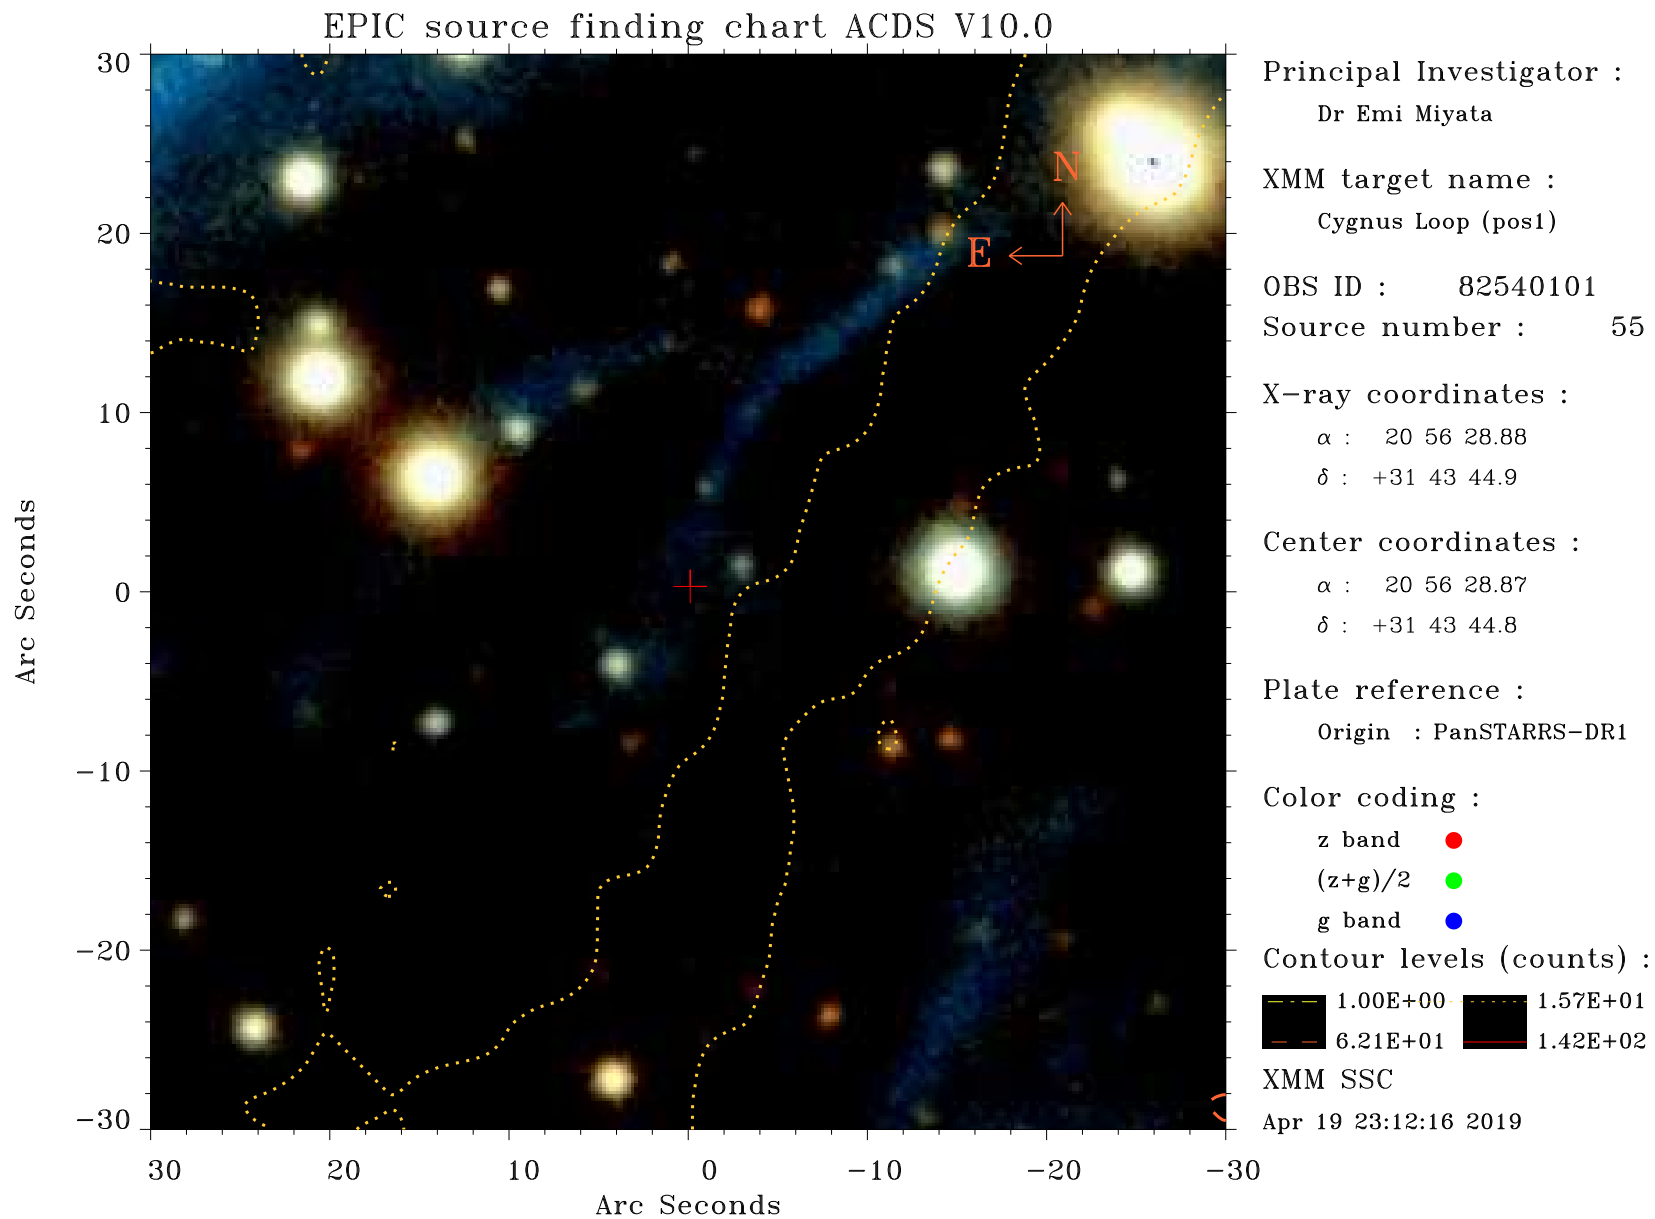 EPIC source finding chart ACDS V10.0
30
20
10
0
−10
−20
−30
Arc Seconds
30
20
10
0
−10
−20
−30
Arc Seconds
N
E
Principal Investigator :
Dr Emi Miyata
XMM target name :
Cygnus Loop (pos1)
OBS ID : 82540101
Source number : 55
X−ray coordinates :
α : 20 56 28.88
δ : +31 43 44.9
Center coordinates :
α : 20 56 28.87
δ : +31 43 44.8
Plate reference :
Origin : PanSTARRS−DR1
Color coding :
z band
(z+g)/2
g band
Contour levels (counts) :
1.00E+00 1.57E+01
6.21E+01 1.42E+02
XMM SSC
Apr 19 23:12:16 2019